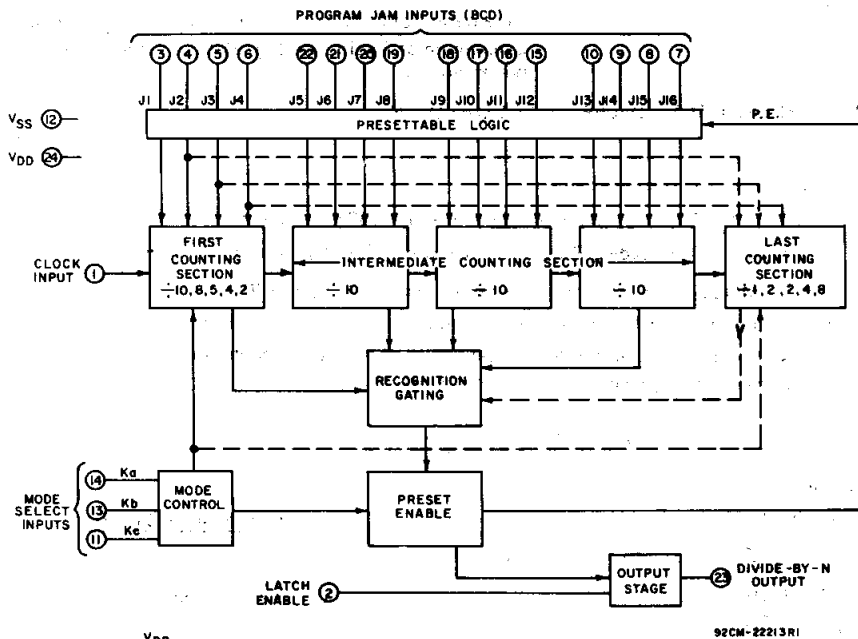 PROGRAM JAM INPUTS (BCD)
3 4 5 6 22 21 20 19 18 17 16 15 10 9 8 7
J1 J2 J3 J4 J5 J6 J7 J8 J9 J10 J11 J12 J13 J14 J15 J16
VSS 12
PRESETTABLE LOGIC
P.E.
VDD 24
CLOCK
INPUT
1
FIRST
COUNTING
SECTION
÷10,8,5,4,2
INTERMEDIATE COUNTING SECTION
÷ 10
÷ 10
÷ 10
LAST
COUNTING
SECTION
÷1,2,2,4,8
RECOGNITION
GATING
MODE
SELECT
INPUTS
14 Ka
13 Kb
11 Kc
MODE
CONTROL
PRESET
ENABLE
LATCH
ENABLE
2
OUTPUT
STAGE
23
DIVIDE-BY-N
OUTPUT
VDD
92CM-22213R1